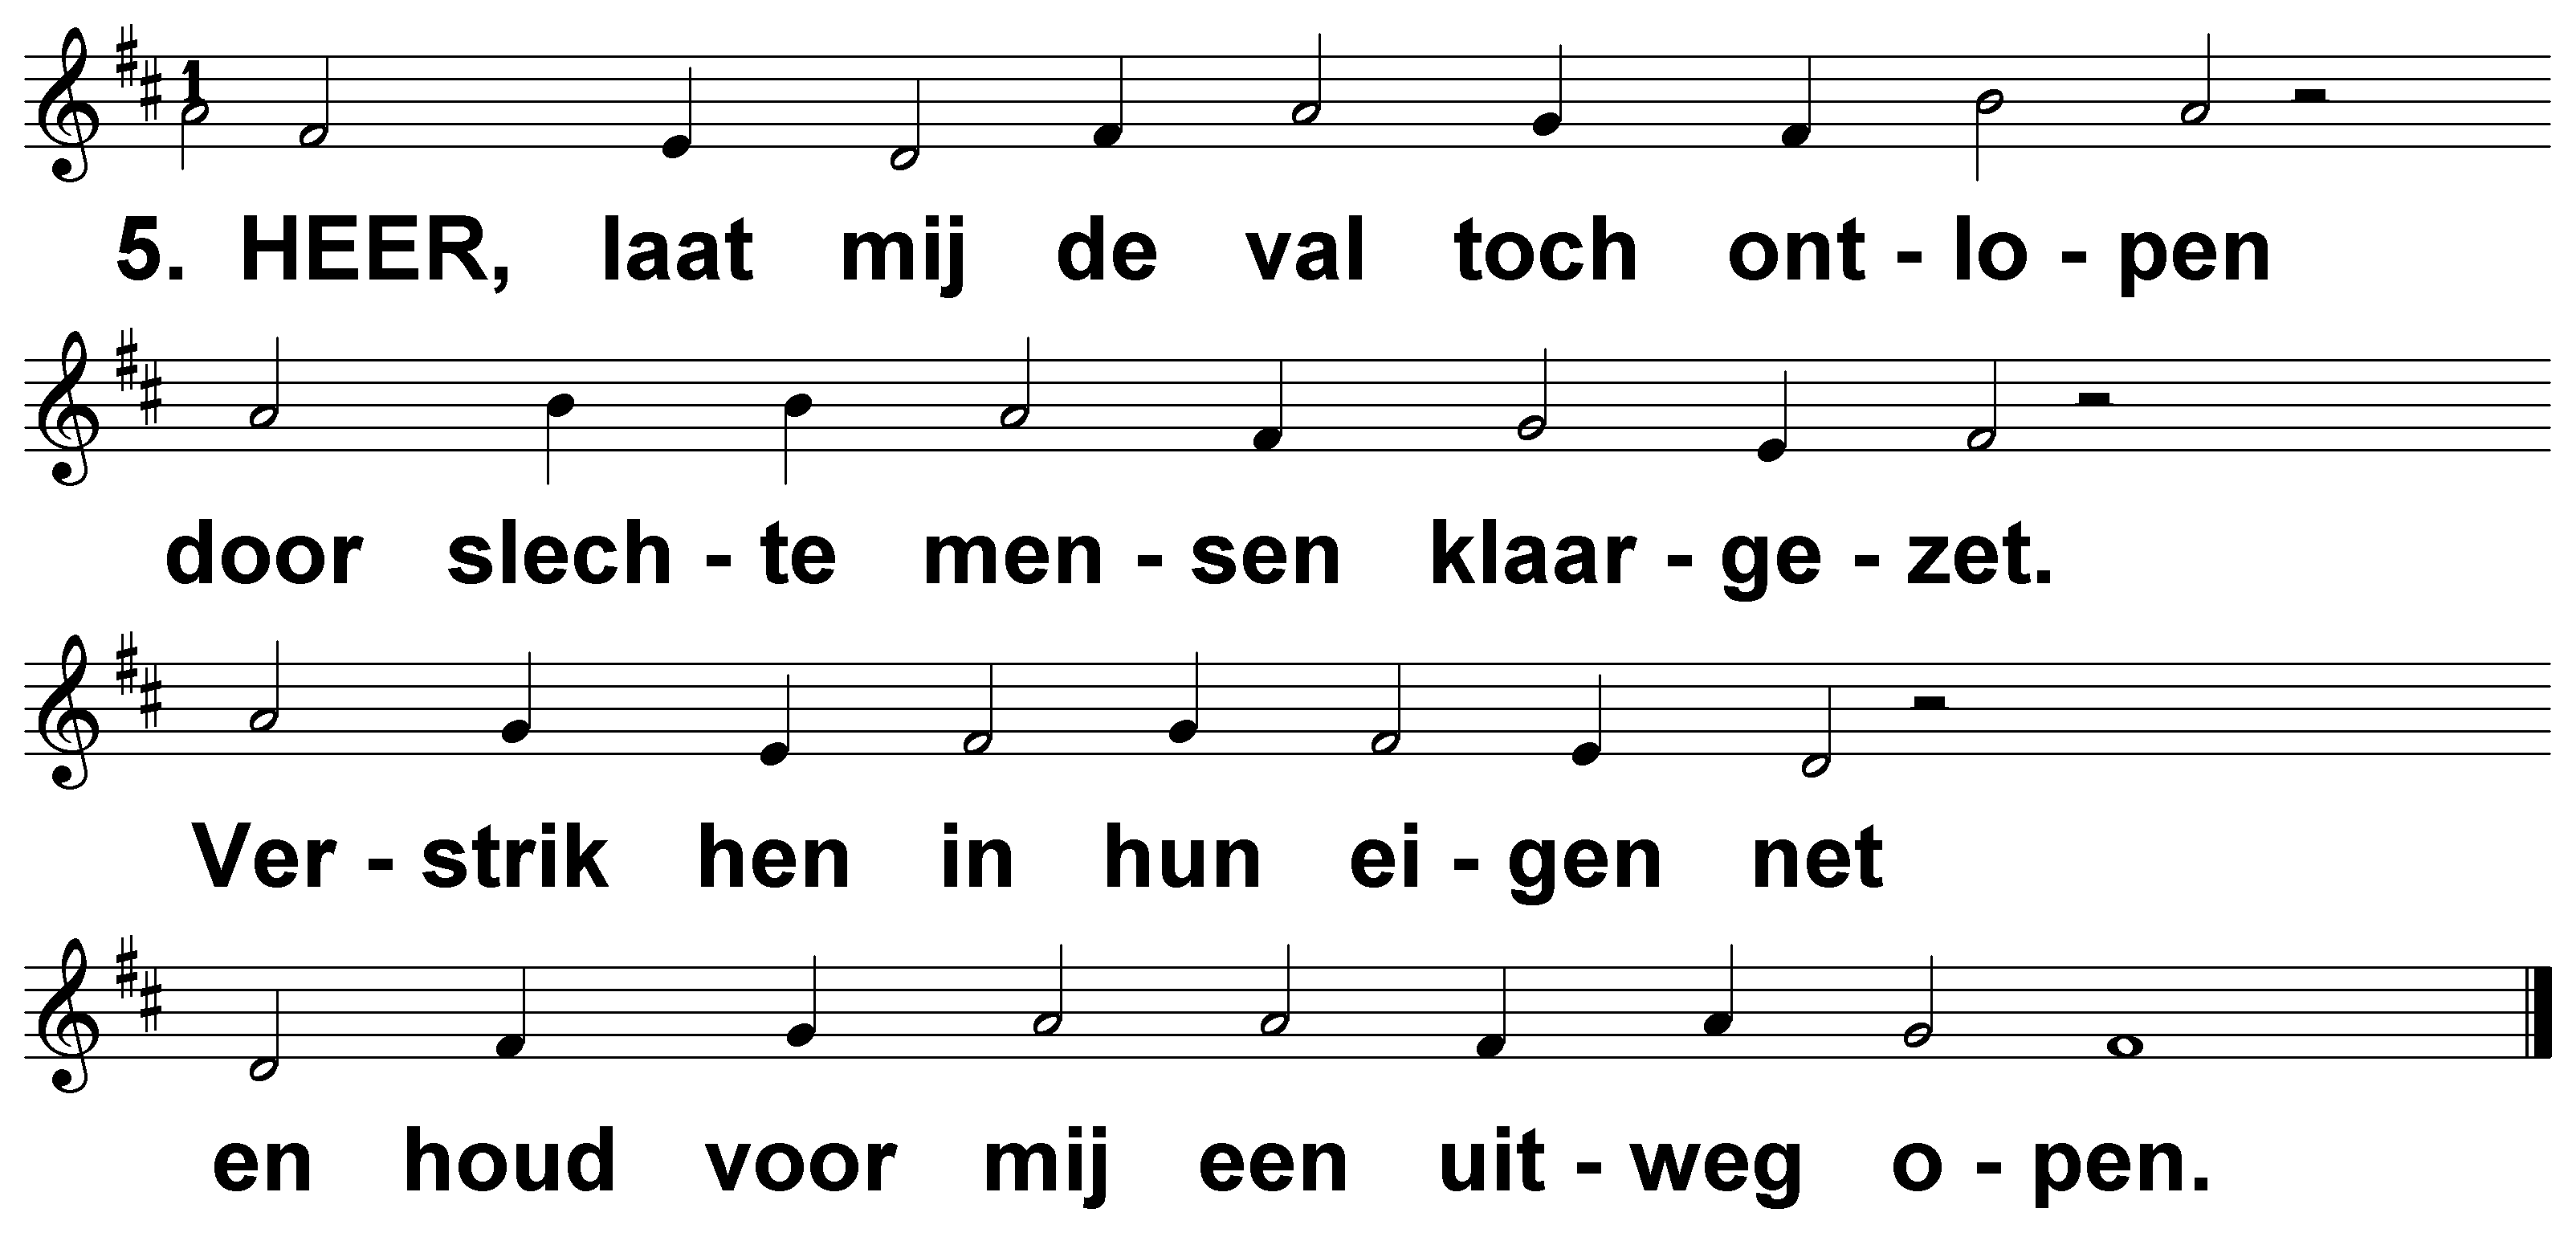 1
5. HEER, laat mij de val toch ont - lo - pen
door slech - te men - sen klaar - ge - zet.
Ver - strik hen in hun ei - gen net
en houd voor mij een uit - weg o - pen.